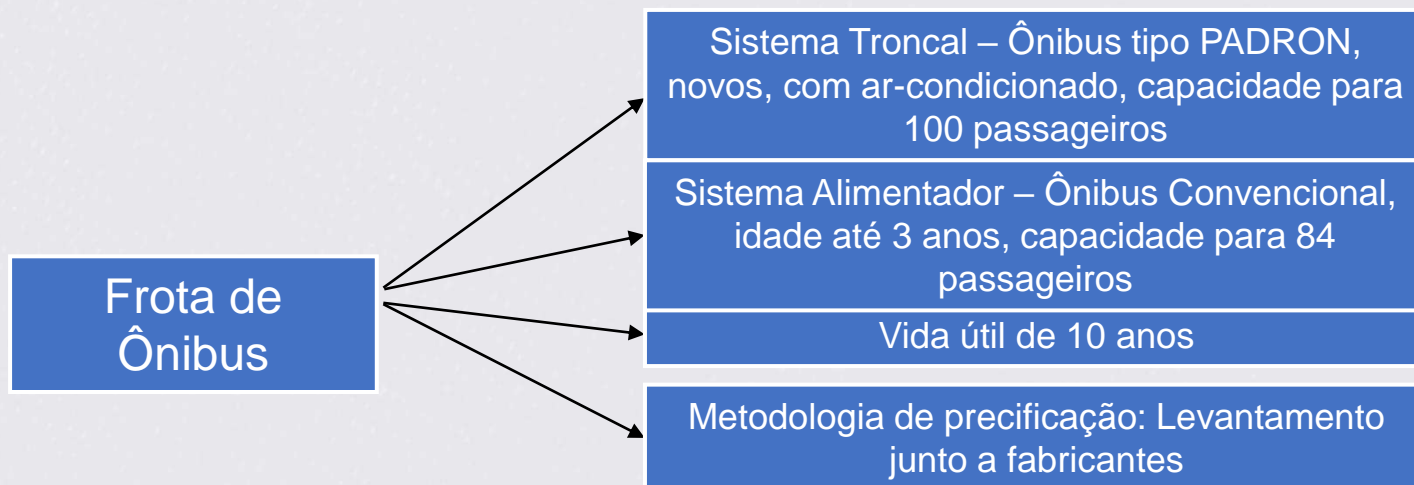 Frota de
Ônibus
Sistema Troncal – Ônibus tipo PADRON,
novos, com ar-condicionado, capacidade para
100 passageiros
Sistema Alimentador – Ônibus Convencional,
idade até 3 anos, capacidade para 84
passageiros
Vida útil de 10 anos
Metodologia de precificação: Levantamento
junto a fabricantes